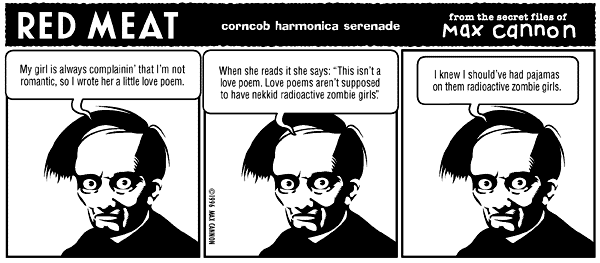 RED MEAT
corncob harmonica serenade
from the secret files of
Max cannon
My girl is always complainin’ that I’m not
romantic, so I wrote her a little love poem.
When she reads it she says: “This isn’t a
love poem. Love poems aren’t supposed
to have nekkid radioactive zombie girls”.
©1996 MAX CANNON
I knew I should’ve had pajamas
on them radioactive zombie girls.